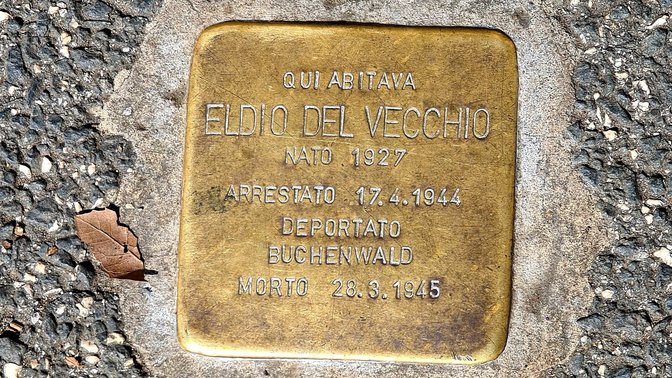 QUI ABITAVA
ELDIO DEL VECCHIO
NATO 1927
ARRESTATO 17.4.1944
DEPORTATO
BUCHENWALD
MORTO 28.3.1945